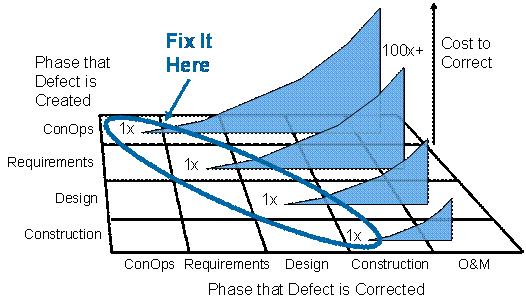 Fix It
Here
100x+
Cost to
Correct
Phase that
Defect is
Created
ConOps
1x
Requirements
1x
Design
1x
Construction
1x
ConOps Requirements Design Construction O&M
Phase that Defect is Corrected